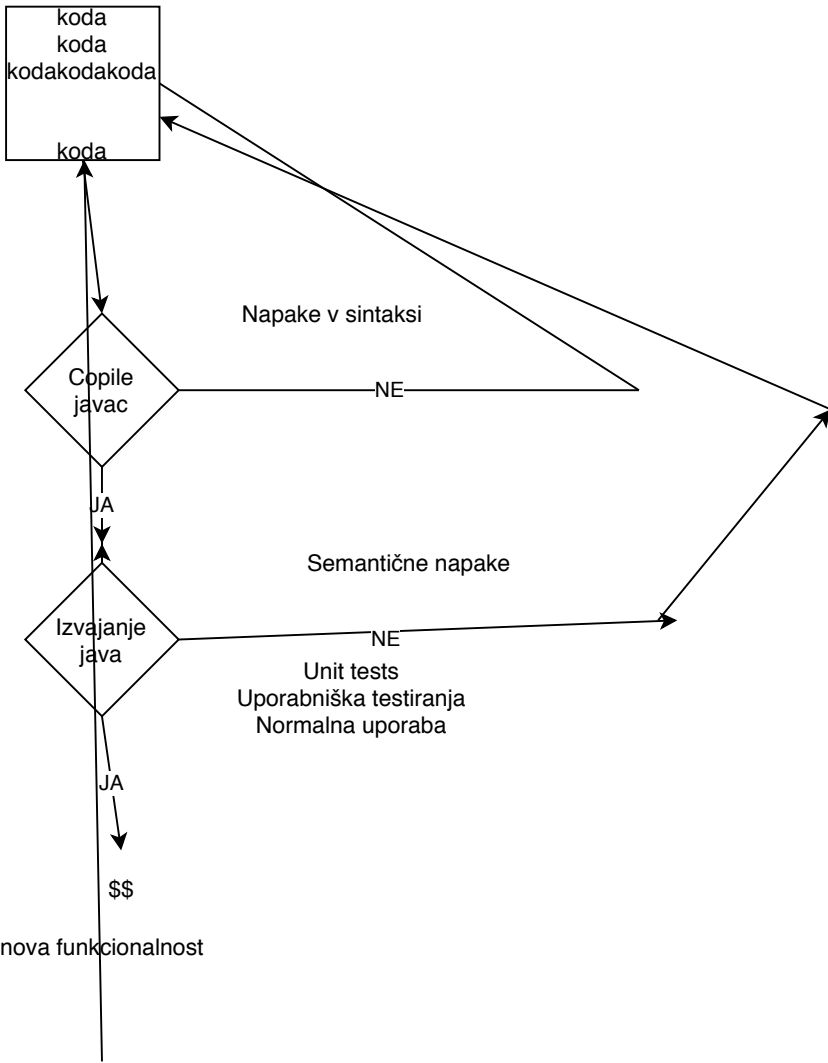 koda
koda
kodakodakoda
koda
Napake v sintaksi
Copile
javac
NE
JA
Semantične napake
Izvajanje
java
NE
Unit tests
Uporabniška testiranja
Normalna uporaba
JA
$$
nova funkcionalnost